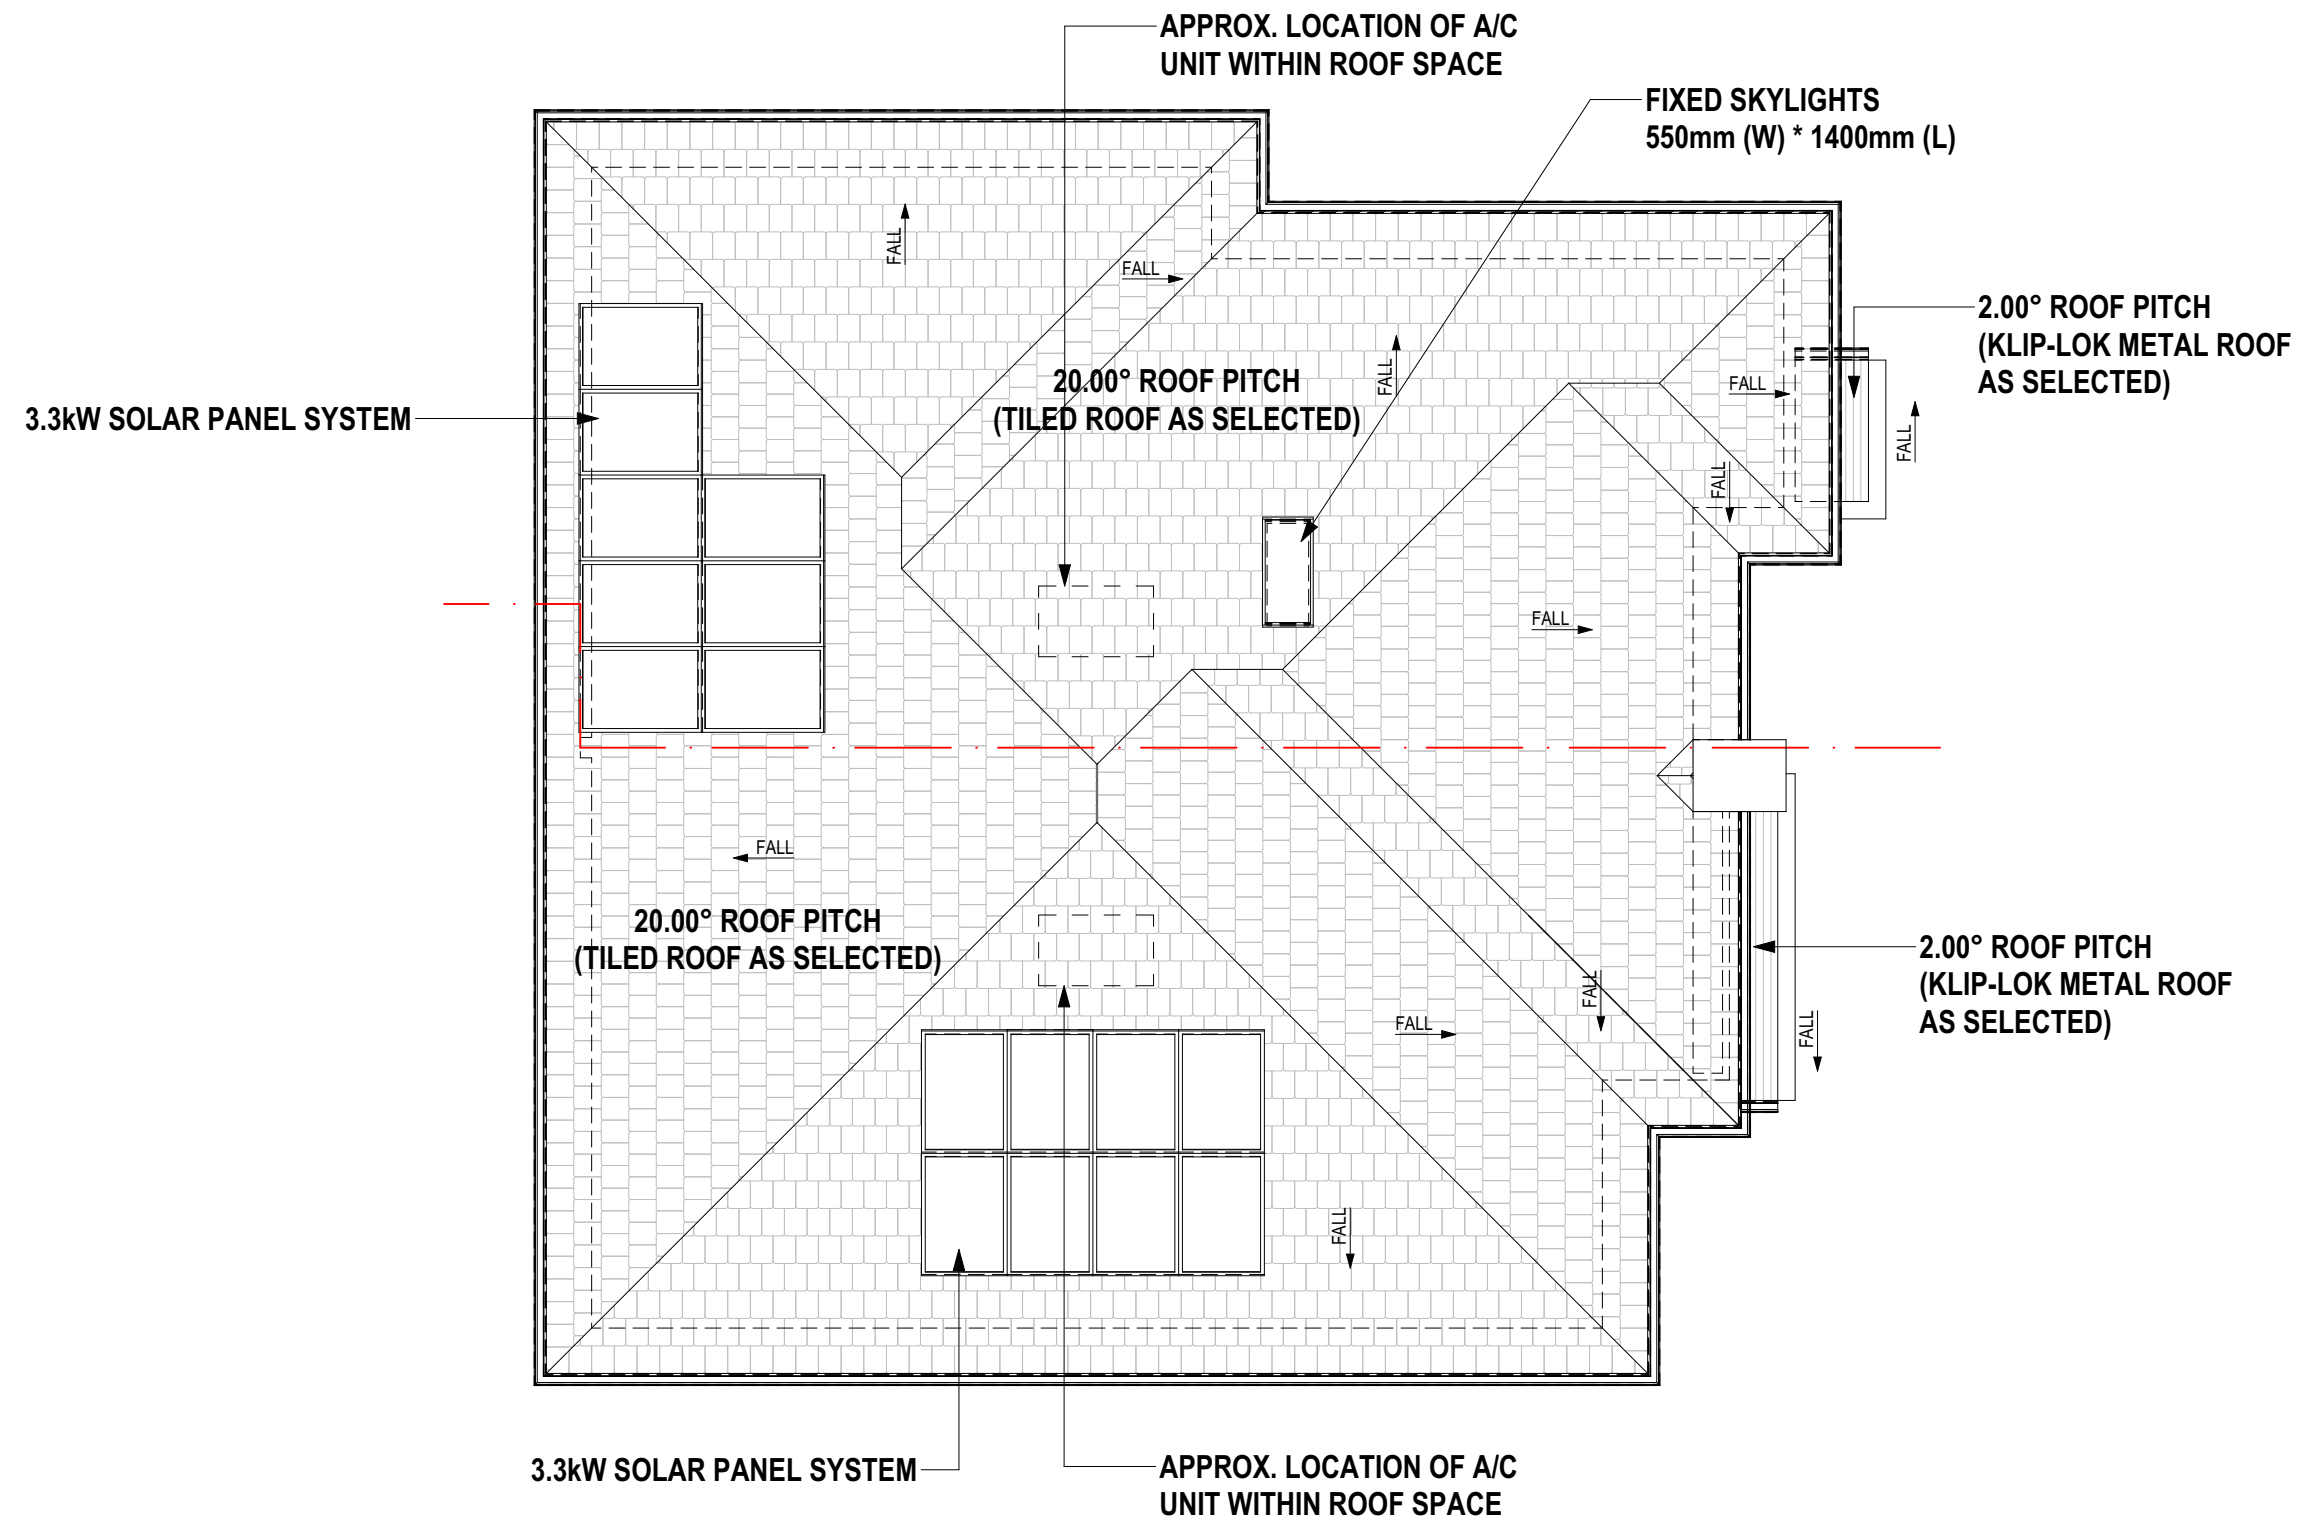 APPROX. LOCATION OF A/C
UNIT WITHIN ROOF SPACE
FIXED SKYLIGHTS
550mm (W) * 1400mm (L)
FALL
FALL
2.00° ROOF PITCH
(KLIP-LOK METAL ROOF
AS SELECTED)
FALL
20.00° ROOF PITCH
(TILED ROOF AS SELECTED)
FALL
3.3kW SOLAR PANEL SYSTEM
FALL
FALL
FALL
FALL
20.00° ROOF PITCH
(TILED ROOF AS SELECTED)
2.00° ROOF PITCH
(KLIP-LOK METAL ROOF
AS SELECTED)
FALL
FALL
FALL
FALL
3.3kW SOLAR PANEL SYSTEM
APPROX. LOCATION OF A/C
UNIT WITHIN ROOF SPACE